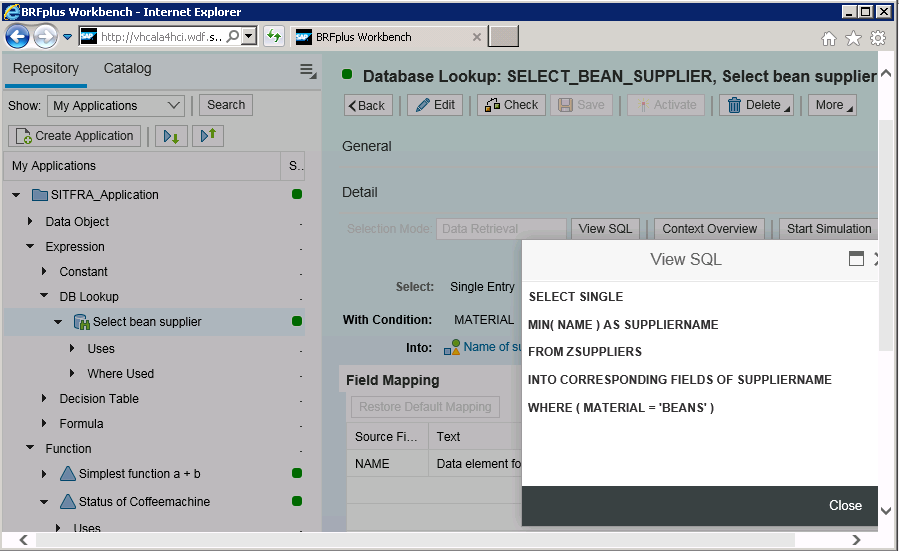 BRFplus Workbench - Internet Explorer
http://vhcala4hci.wdf.s..
BRFplus Workbench
Repository Catalog
Show: My Applications Search
Create Application
My Applications S..
SITFRA_Application
Data Object .
Expression .
Constant .
DB Lookup .
Select bean supplier
Uses .
Where Used .
Decision Table .
Formula .
Function .
Simplest function a + b
Status of Coffeemachine
Uses .
Database Lookup: SELECT_BEAN_SUPPLIER, Select bean supplier
Back Edit Check Save Activate Delete More
General
Detail
Selection Mode: Data Retrieval View SQL Context Overview Start Simulation
Select: Single Entry
With Condition: MATERIAL
Into: Name of su
Field Mapping
Restore Default Mapping
Source Fi... Text
NAME Data element fo
View SQL
SELECT SINGLE
MIN( NAME ) AS SUPPLIERNAME
FROM ZSUPPLIERS
INTO CORRESPONDING FIELDS OF SUPPLIERNAME
WHERE ( MATERIAL = 'BEANS' )
Close